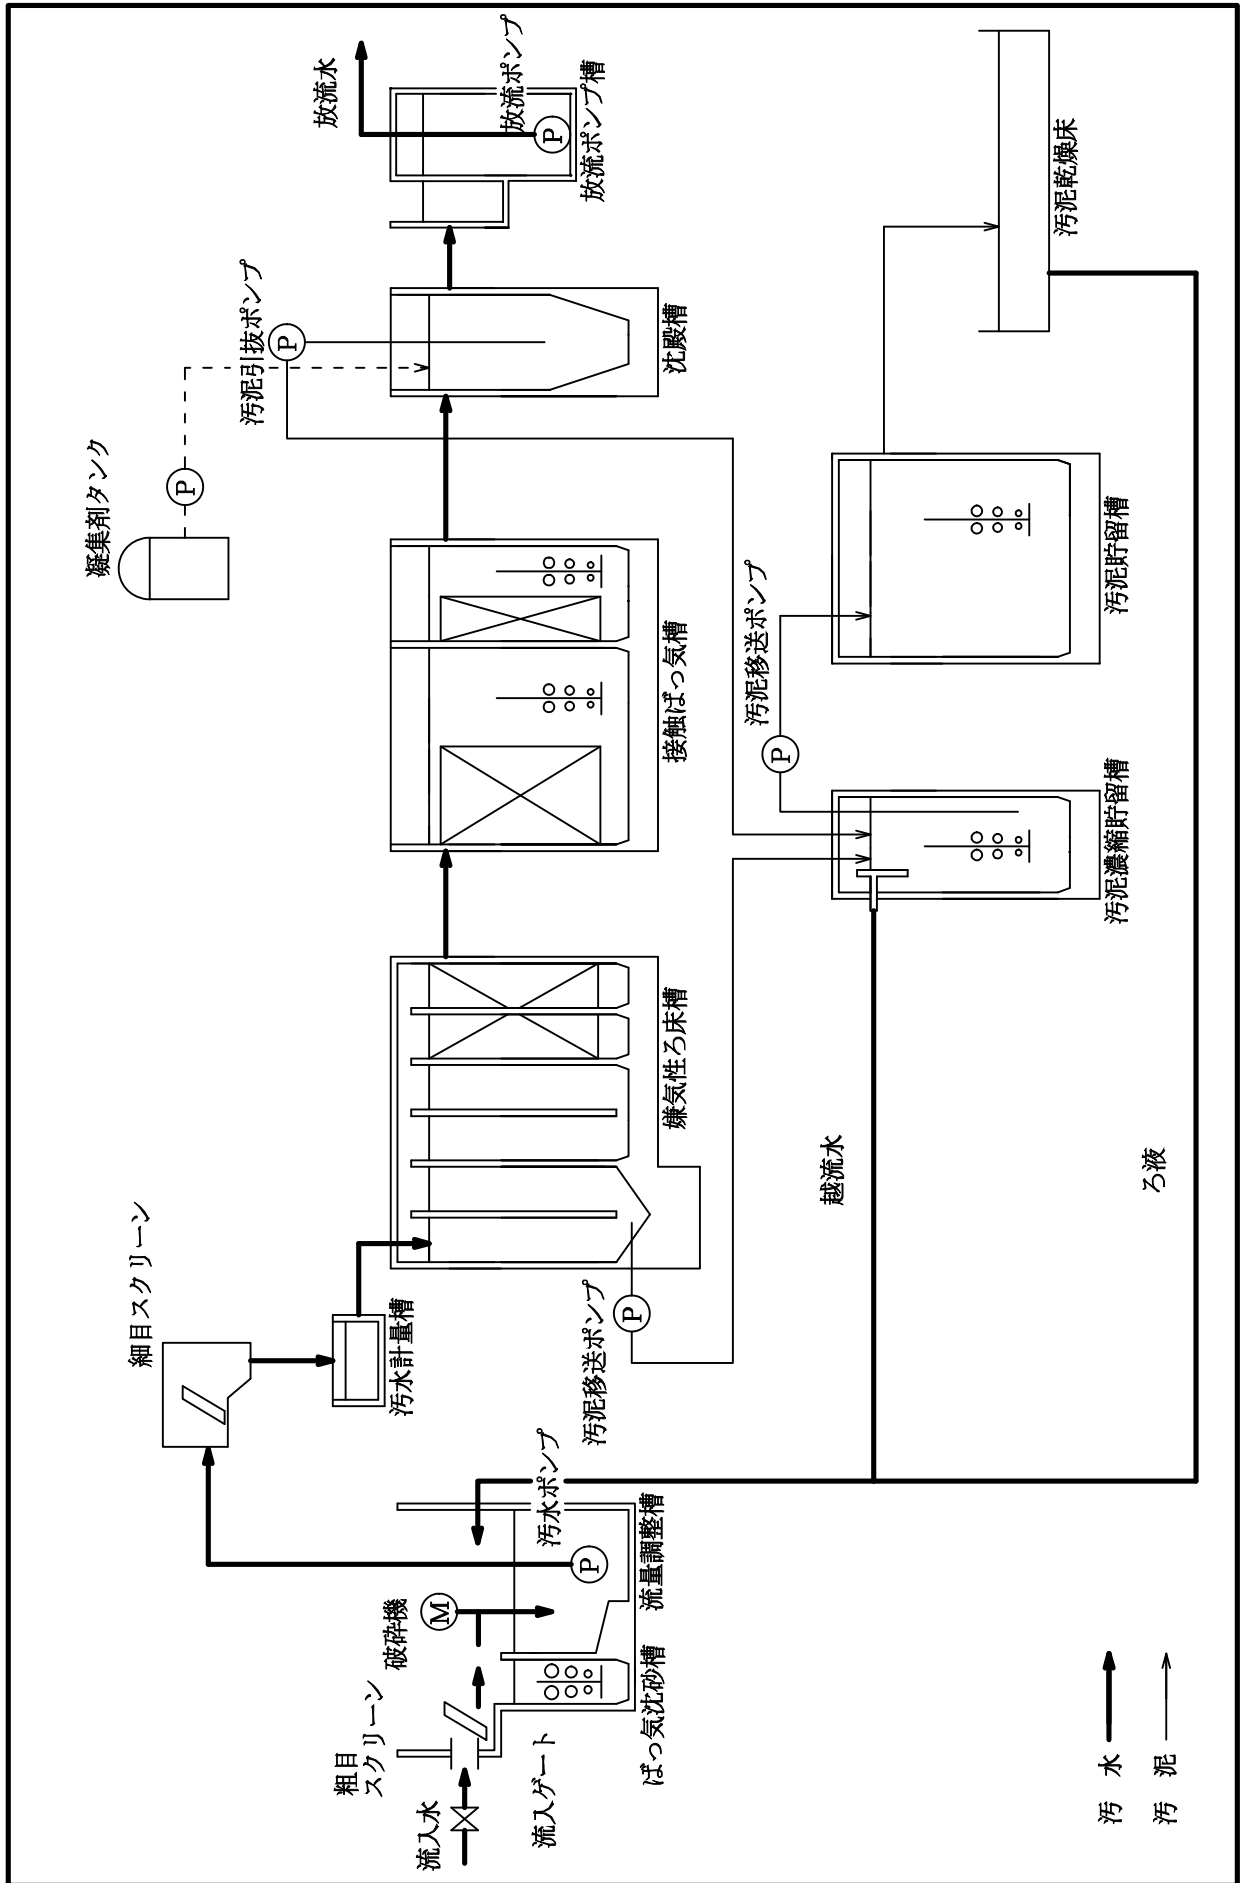 流入水
流入ゲート
粗目
スクリーン
破砕機
M
ばっ気沈砂槽
流量調整槽
汚水ポンプ
P
細目スクリーン
汚水計量槽
嫌気性ろ床槽
汚泥移送ポンプ
P
接触ばっ気槽
凝集剤タンク
P
汚泥引抜ポンプ
P
沈殿槽
放流水
放流ポンプ
P
放流ポンプ槽
汚泥濃縮貯留槽
汚泥移送ポンプ
P
汚泥貯留槽
汚泥乾燥床
越流水
ろ液
汚 水
汚 泥